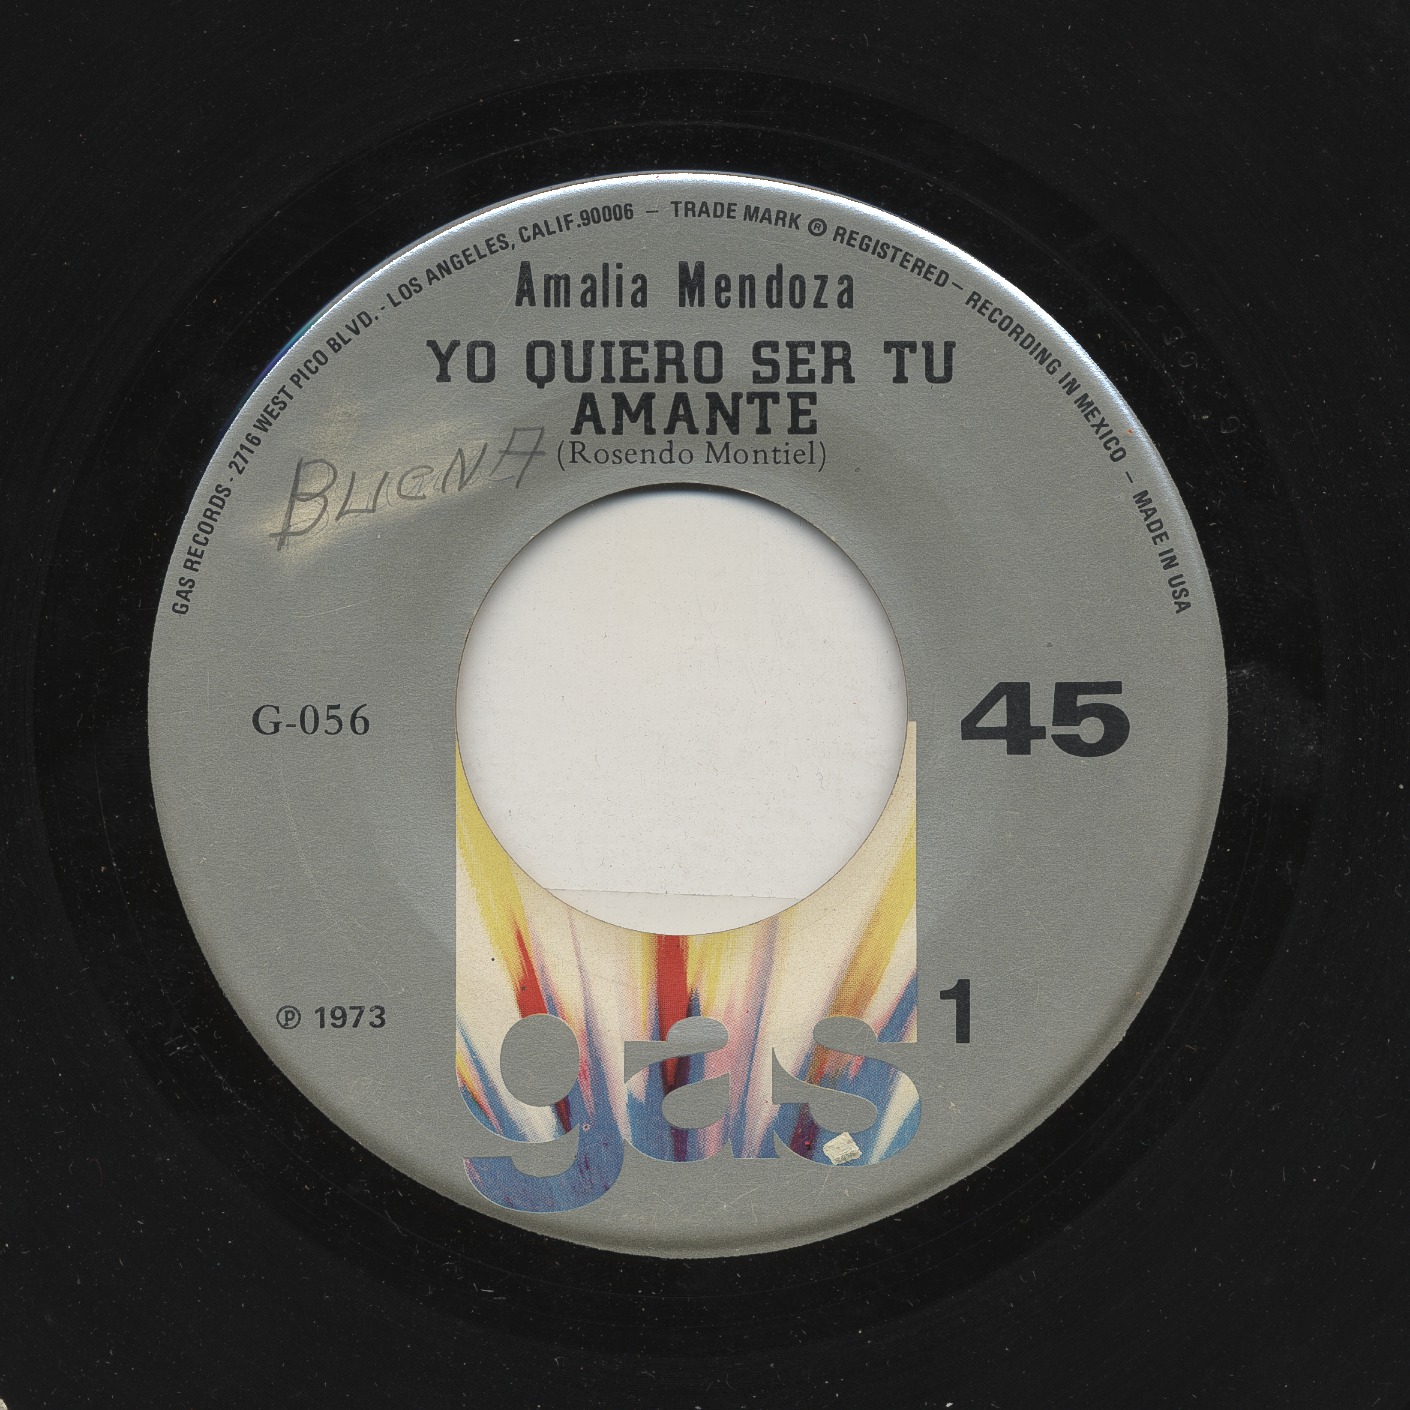 GAS RECORDS - 2716 WEST PICO BLVD. - LOS ANGELES, CALIF.90006 – TRADE MARK ® REGISTERED – RECORDING IN MEXICO – MADE IN USA
Amalia Mendoza
YO QUIERO SER TU
AMANTE
(Rosendo Montiel)
BUENA
G-056
45
℗ 1973
1
gas